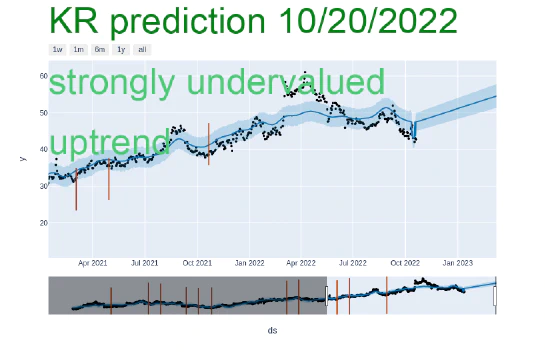 KR prediction 10/20/2022
1w 1m 6m 1y all
strongly undervalued
uptrend
60
50
40
30
20
y
Apr 2021 Jul 2021 Oct 2021 Jan 2022 Apr 2022 Jul 2022 Oct 2022 Jan 2023
ds